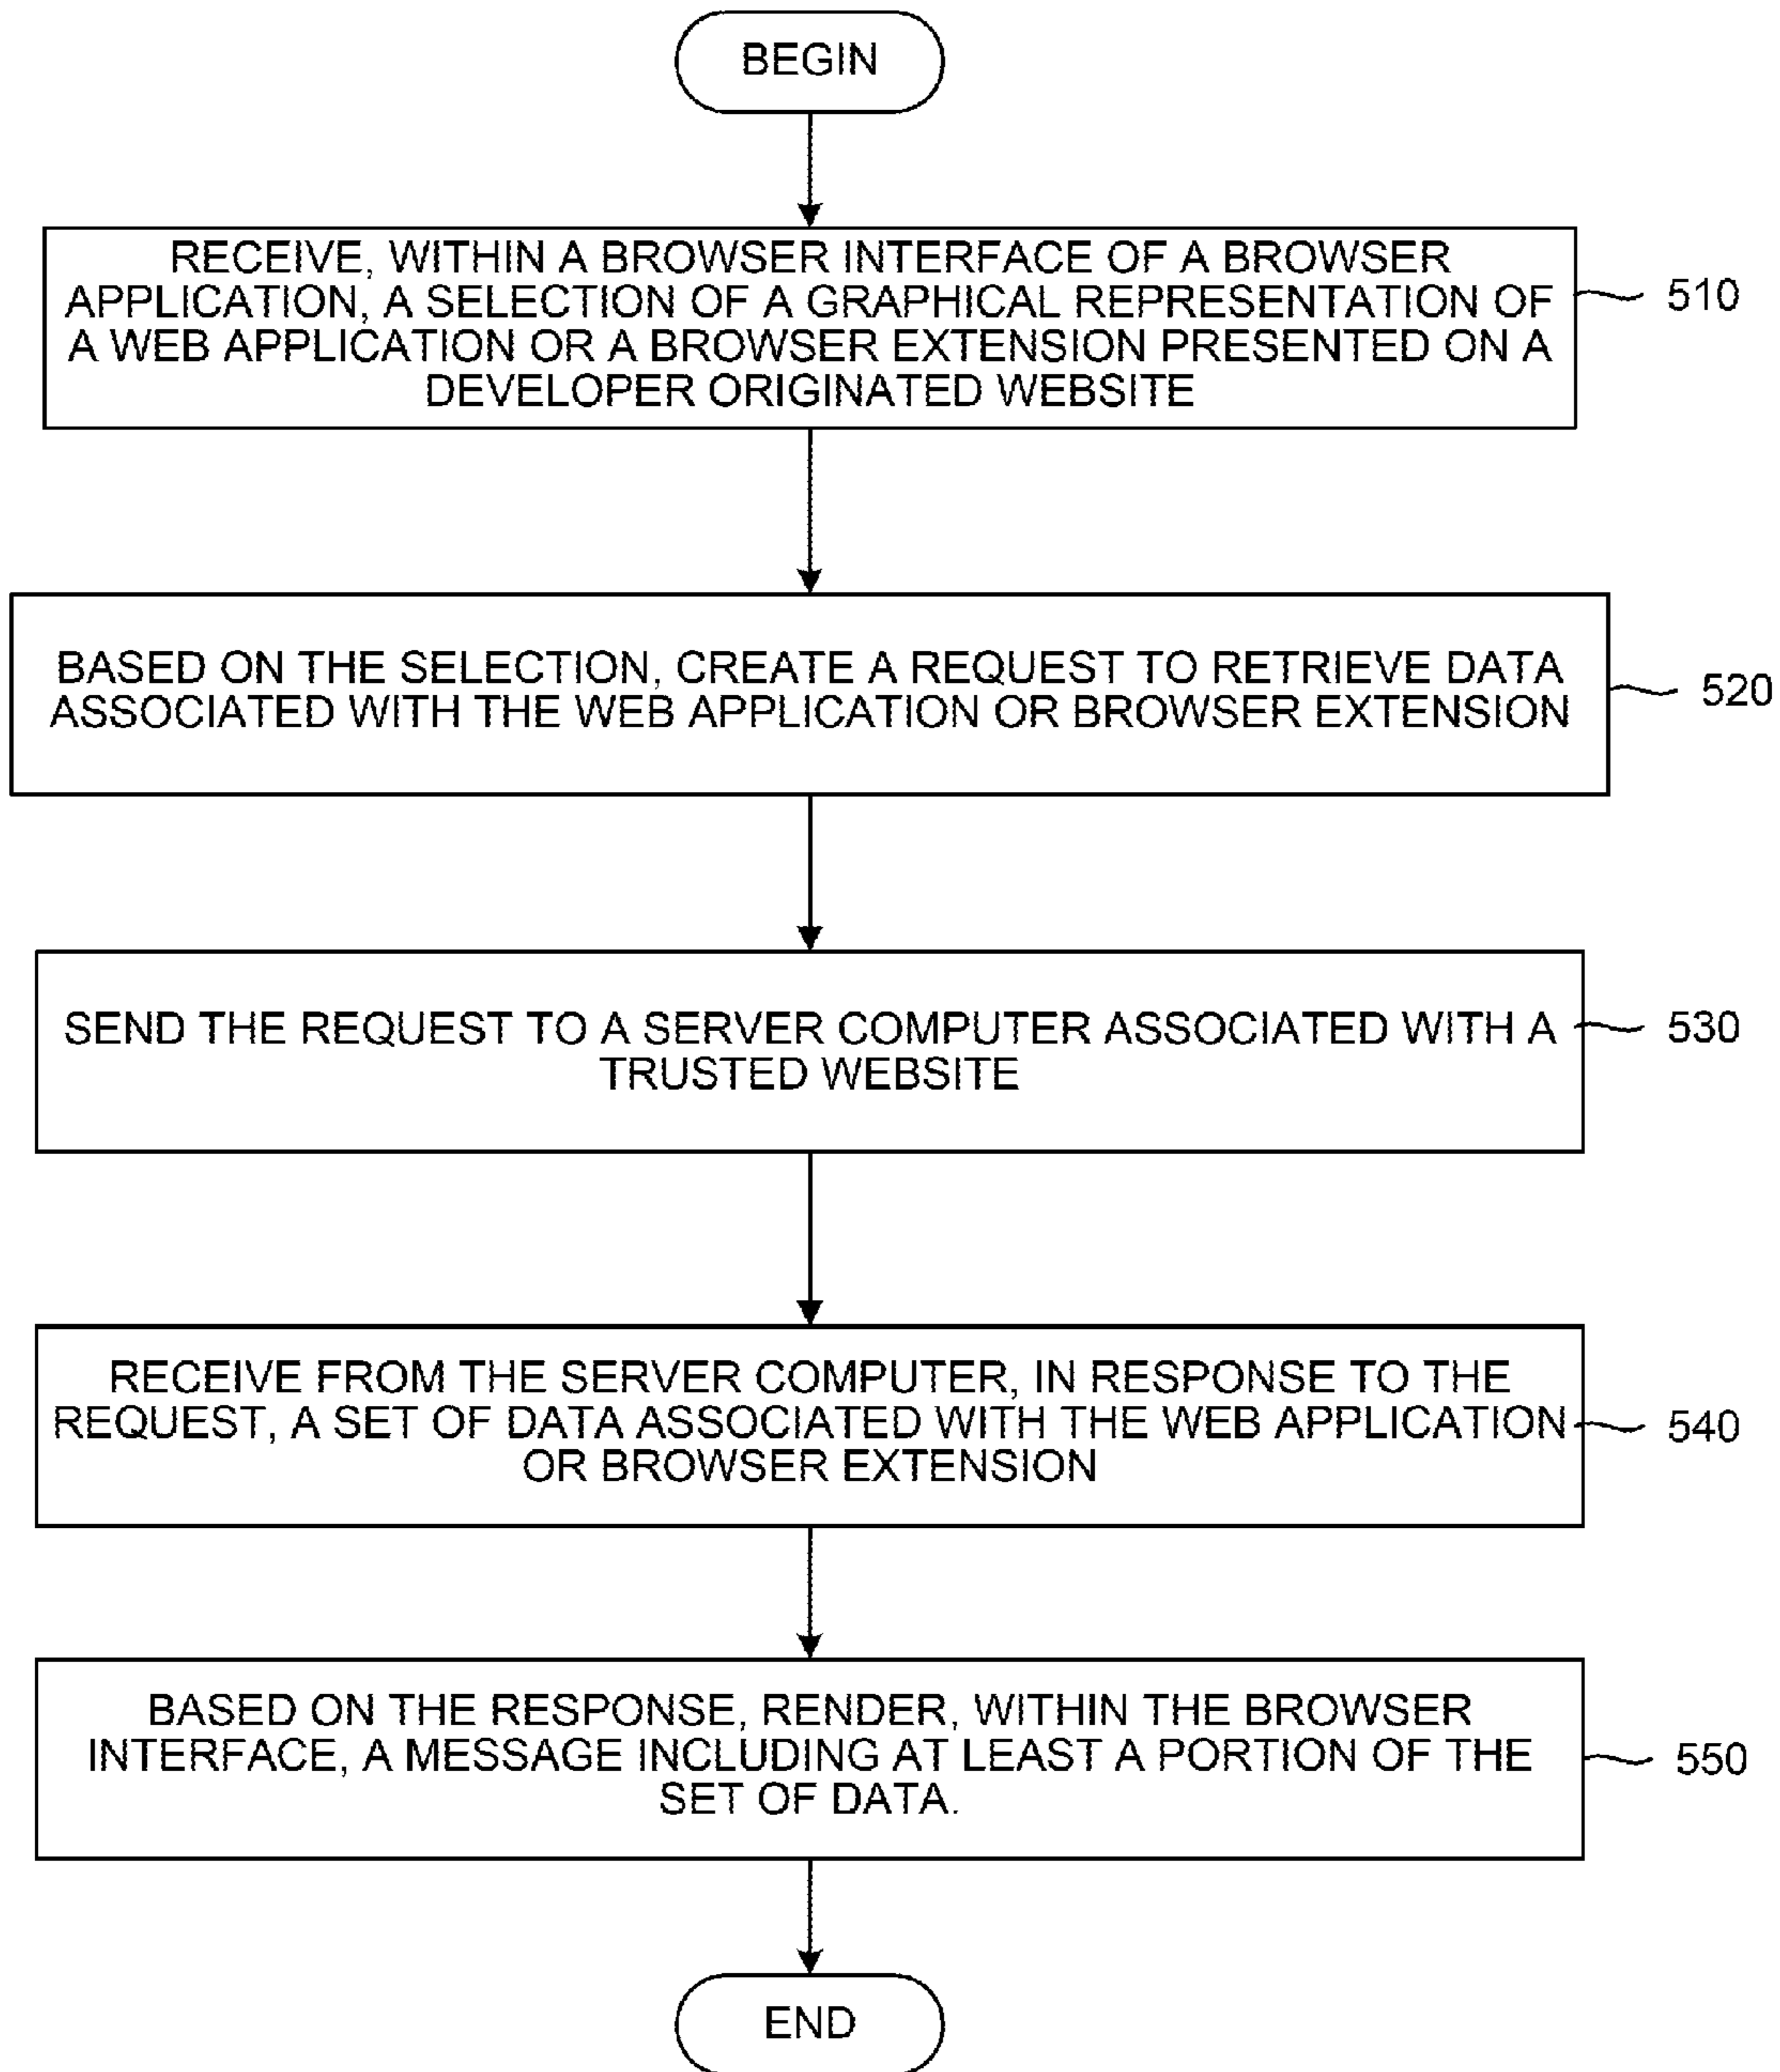 BEGIN
RECEIVE, WITHIN A BROWSER INTERFACE OF A BROWSER
APPLICATION, A SELECTION OF A GRAPHICAL REPRESENTATION OF
A WEB APPLICATION OR A BROWSER EXTENSION PRESENTED ON A
DEVELOPER ORIGINATED WEBSITE
510
BASED ON THE SELECTION, CREATE A REQUEST TO RETRIEVE DATA
ASSOCIATED WITH THE WEB APPLICATION OR BROWSER EXTENSION
520
SEND THE REQUEST TO A SERVER COMPUTER ASSOCIATED WITH A
TRUSTED WEBSITE
530
RECEIVE FROM THE SERVER COMPUTER, IN RESPONSE TO THE
REQUEST, A SET OF DATA ASSOCIATED WITH THE WEB APPLICATION
OR BROWSER EXTENSION
540
BASED ON THE RESPONSE, RENDER, WITHIN THE BROWSER
INTERFACE, A MESSAGE INCLUDING AT LEAST A PORTION OF THE
SET OF DATA.
550
END